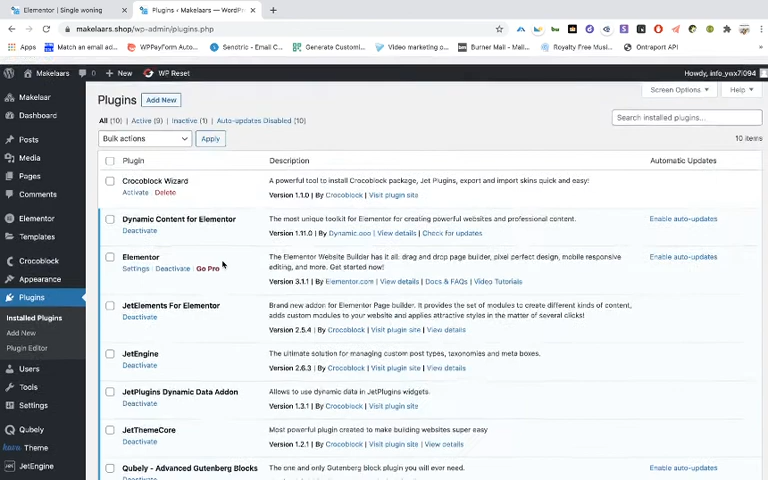 Elementor | Single woning
Plugins ‹ Makelaars — WordPr
makelaars.shop/wp-admin/plugins.php
Apps
Match an email ad...
WPPayForm Autom...
Sendtric - Email C...
Generate Customi...
Video marketing o...
Burner Mail - Mail...
Royalty Free Musi...
Ontraport API
Makelaars
0
+ New
WP Reset
Howdy, info_ywx7l094
Makelaar
Dashboard
Posts
Media
Pages
Comments
Elementor
Templates
Crocoblock
Appearance
Plugins
Installed Plugins
Add New
Plugin Editor
Users
Tools
Settings
Qubely
Theme
JetEngine
Plugins
Add New
Screen Options
Help
All (10) | Active (9) | Inactive (1) | Auto-updates Disabled (10)
Search installed plugins...
Bulk actions
Apply
10 items
Plugin
Description
Automatic Updates
Crocoblock Wizard
Activate | Delete
A powerful tool to install Crocoblock package, Jet Plugins, export and import skins quick and easy!
Version 1.1.0 | By Crocoblock | Visit plugin site
Dynamic Content for Elementor
Deactivate
The most unique toolkit for Elementor for creating powerful websites and professional content.
Version 1.11.0 | By Dynamic.ooo | View details | Check for updates
Enable auto-updates
Elementor
Settings | Deactivate | Go Pro
The Elementor Website Builder has it all: drag and drop page builder, pixel perfect design, mobile responsive
editing, and more. Get started now!
Version 3.1.1 | By Elementor.com | View details | Docs & FAQs | Video Tutorials
Enable auto-updates
JetElements For Elementor
Deactivate
Brand new addon for Elementor Page builder. It provides the set of modules to create different kinds of content,
adds custom modules to your website and applies attractive styles in the matter of several clicks!
Version 2.5.4 | By Crocoblock | Visit plugin site | View details
JetEngine
Deactivate
The ultimate solution for managing custom post types, taxonomies and meta boxes.
Version 2.6.3 | By Crocoblock | Visit plugin site | View details
JetPlugins Dynamic Data Addon
Deactivate
Allows to use dynamic data in JetPlugins widgets.
Version 1.3.1 | By Crocoblock | Visit plugin site
JetThemeCore
Deactivate
Most powerful plugin created to make building websites super easy
Version 1.2.1 | By Crocoblock | Visit plugin site | View details
Qubely - Advanced Gutenberg Blocks
Deactivate
The one and only Gutenberg block plugin you will ever need.
Enable auto-updates